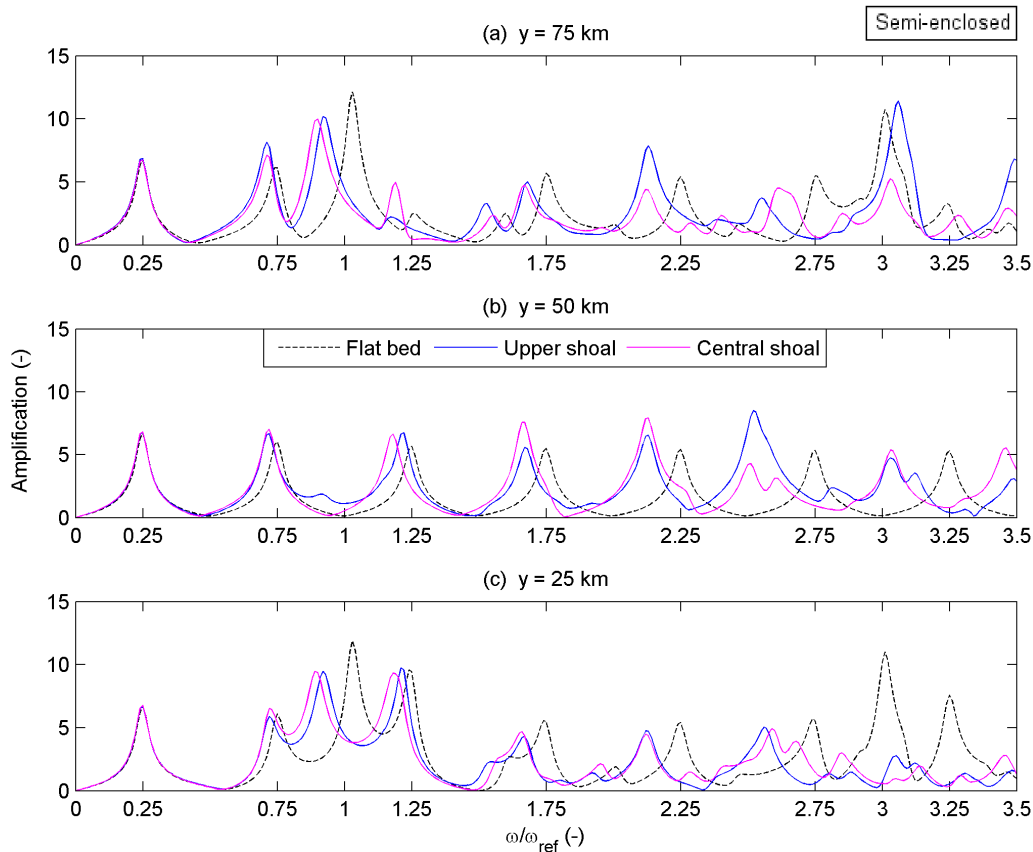 Semi-enclosed
(a) y = 75 km
15
10
5
0
0 0.25 0.75 1 1.25 1.75 2.25 2.75 3 3.25 3.5
(b) y = 50 km
15
Flat bed Upper shoal Central shoal
10
5
0
0 0.25 0.75 1 1.25 1.75 2.25 2.75 3 3.25 3.5
Amplification (-)
(c) y = 25 km
15
10
5
0
0 0.25 0.75 1 1.25 1.75 2.25 2.75 3 3.25 3.5
ω/ωref (-)